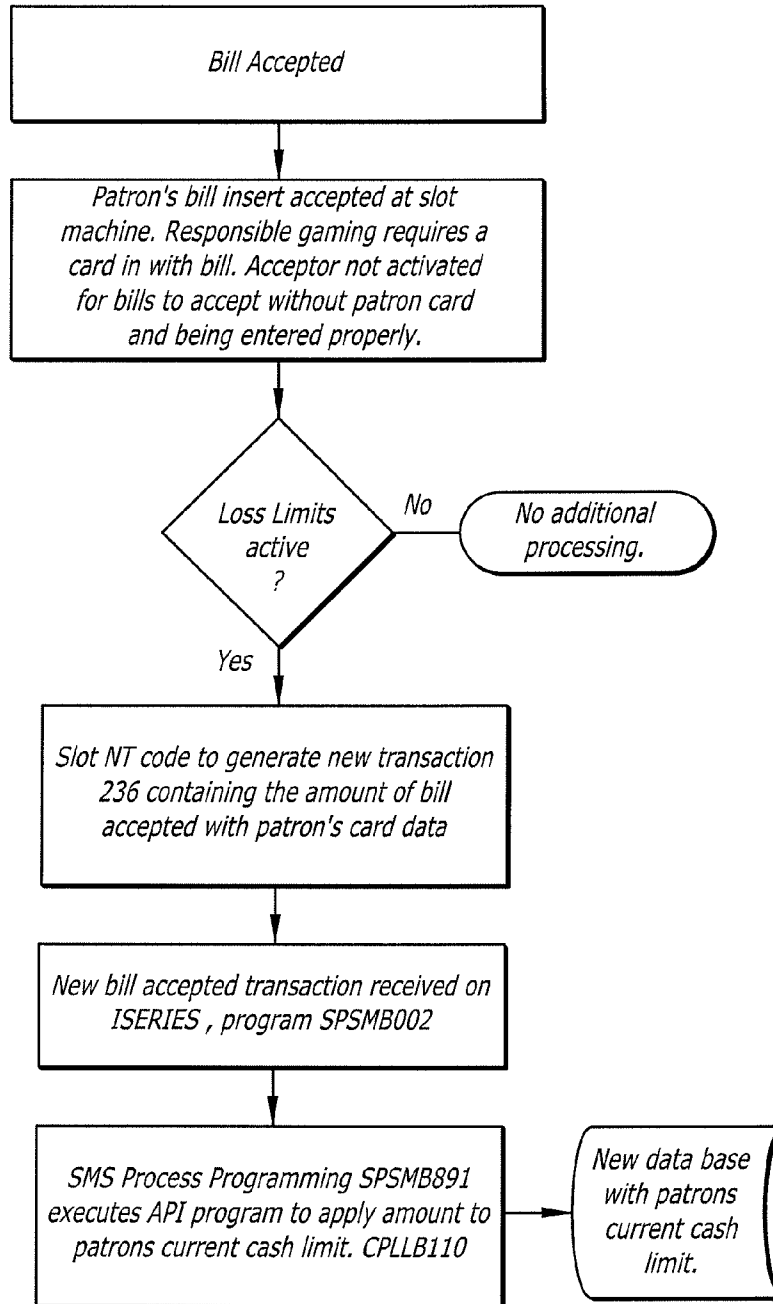 Bill Accepted
Patron's bill insert accepted at slot
machine. Responsible gaming requires a
card in with bill. Acceptor not activated
for bills to accept without patron card
and being entered properly.
Loss Limits
active
?
No
No additional
processing.
Yes
Slot NT code to generate new transaction
236 containing the amount of bill
accepted with patron's card data
New bill accepted transaction received on
ISERIES , program SPSMB002
SMS Process Programming SPSMB891
executes API program to apply amount to
patrons current cash limit. CPLLB110
New data base
with patrons
current cash
limit.